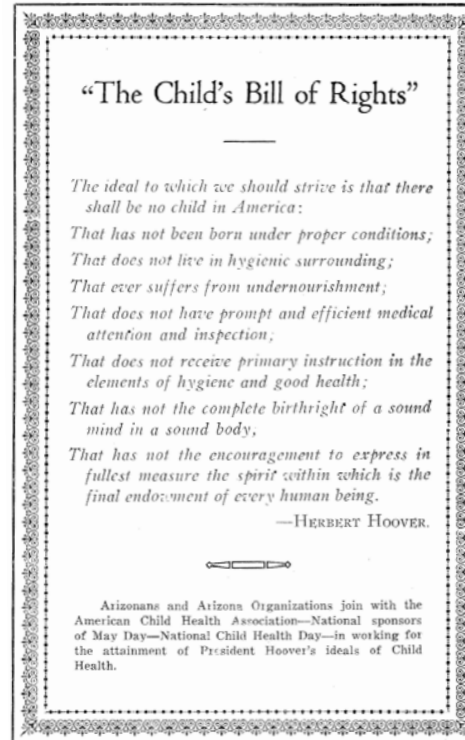 “The Child’s Bill of Rights”
The ideal to which we should strive is that there
shall be no child in America:
That has not been born under proper conditions;
That does not live in hygienic surrounding;
That ever suffers from undernourishment;
That does not have prompt and efficient medical
attention and inspection;
That does not receive primary instruction in the
elements of hygiene and good health;
That has not the complete birthright of a sound
mind in a sound body;
That has not the encouragement to express in
fullest measure the spirit within which is the
final endowment of every human being.
—HERBERT HOOVER.
Arizonans and Arizona Organizations join with the
American Child Health Association—National sponsors
of May Day—National Child Health Day—in working for
the attainment of President Hoover’s ideals of Child
Health.